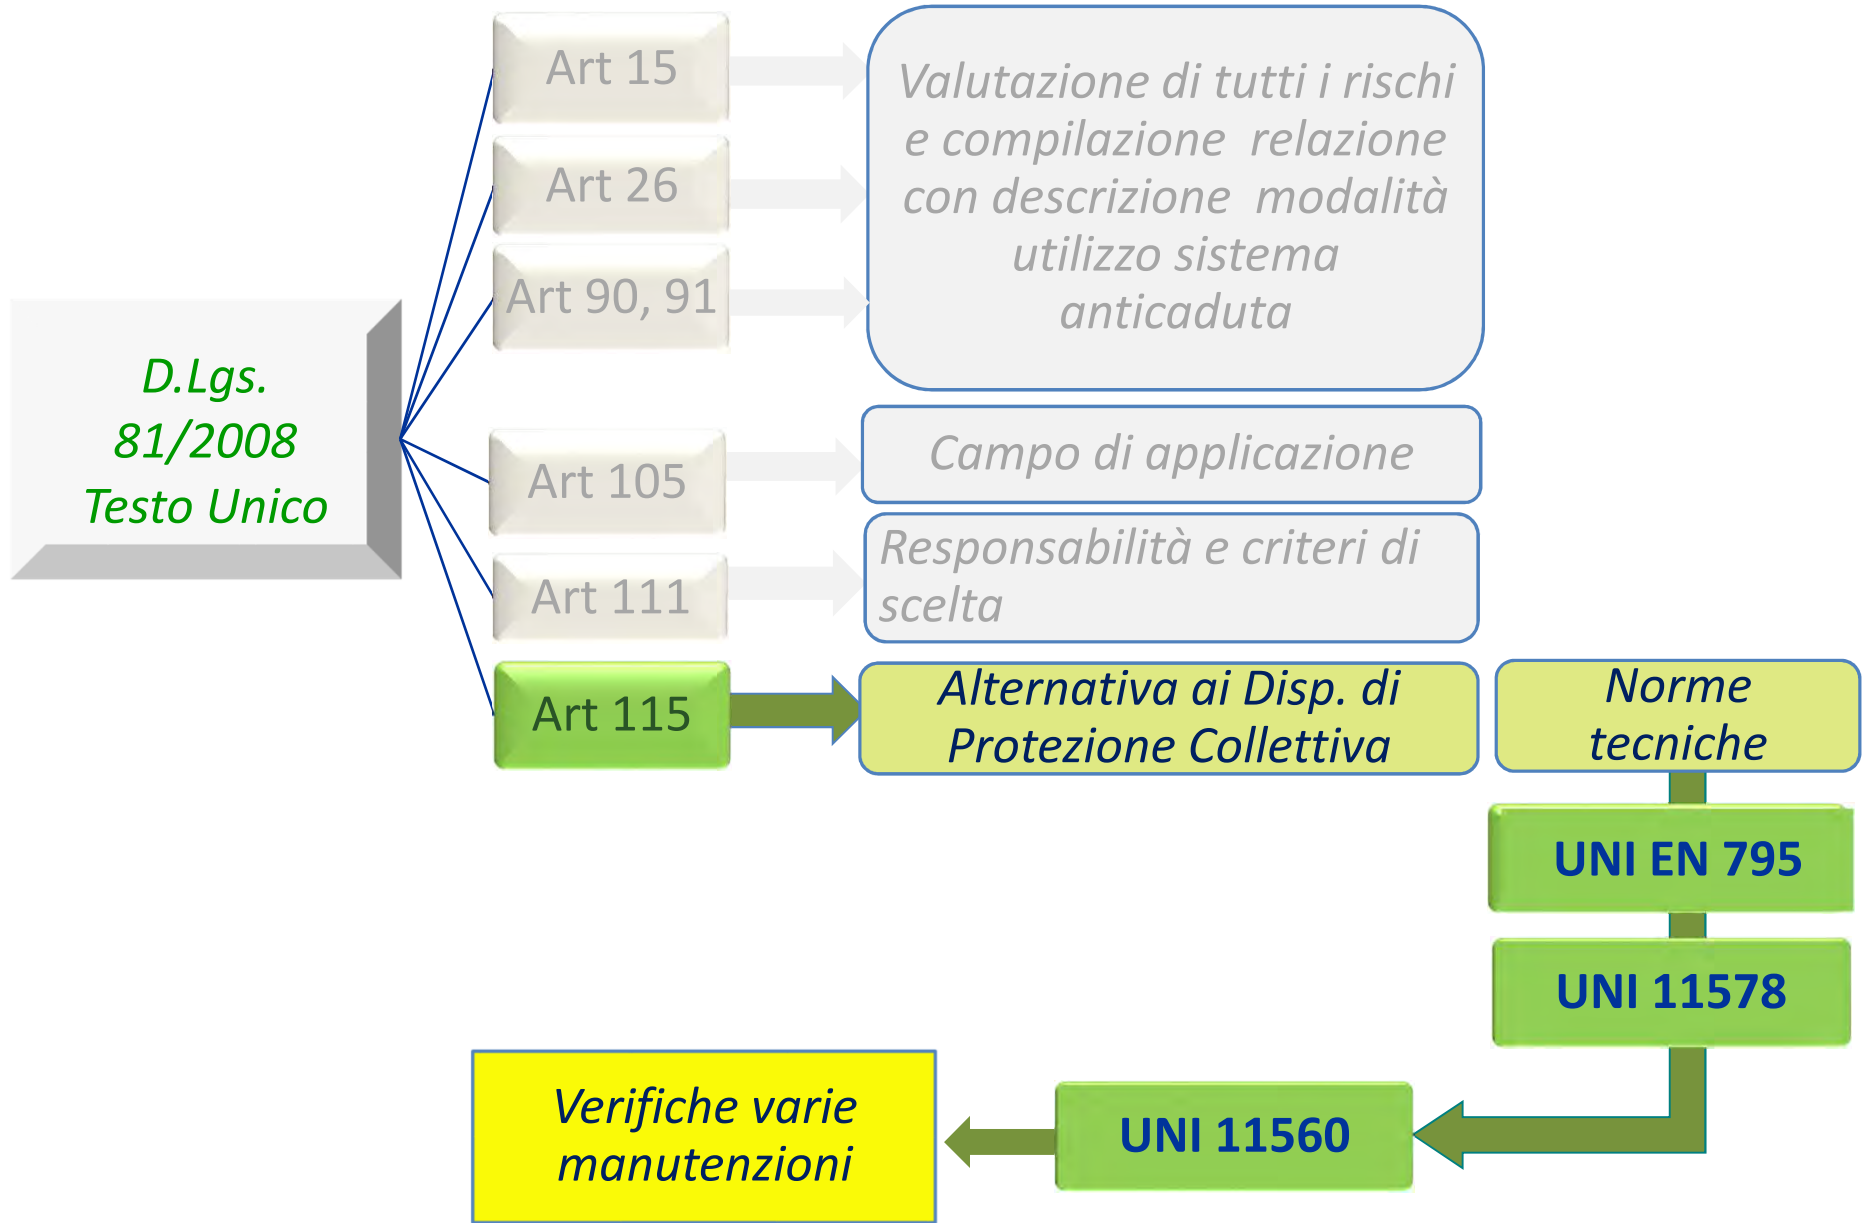 D.Lgs.
81/2008
Testo Unico
Art 15
Art 26
Art 90, 91
Valutazione di tutti i rischi
e compilazione  relazione
con descrizione  modalità
utilizzo sistema
anticaduta
Art 105
Campo di applicazione
Art 111
Responsabilità e criteri di
scelta
Art 115
Alternativa ai Disp. di
Protezione Collettiva
Norme
tecniche
UNI EN 795
UNI 11578
UNI 11560
Verifiche varie
manutenzioni